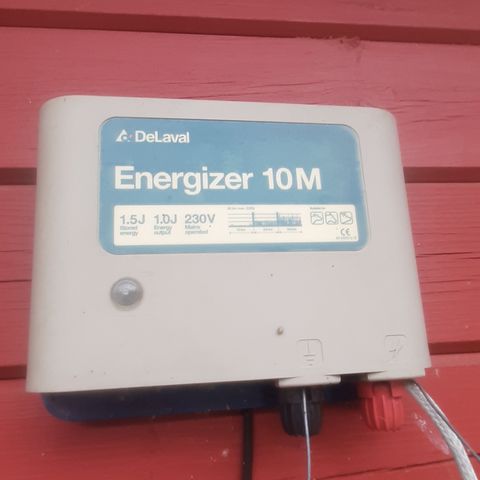 DeLaval
Energizer 10M
1.5J 1.0J 230V
Stored Energy Mains
energy output operated
CE